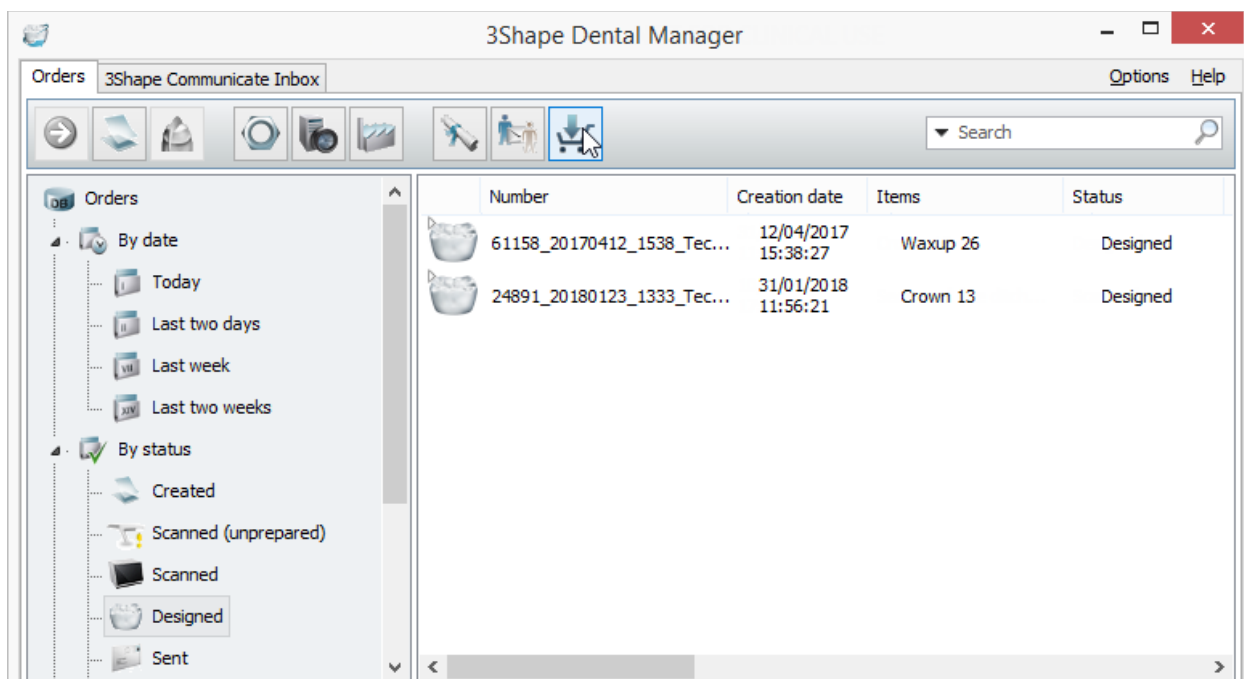 3Shape Dental Manager
Orders 3Shape Communicate Inbox Options Help
Search
Orders
By date
Today
Last two days
Last week
Last two weeks
By status
Created
Scanned (unprepared)
Scanned
Designed
Sent
Number Creation date Items Status
61158_20170412_1538_Tec... 12/04/2017 15:38:27 Waxup 26 Designed
24891_20180123_1333_Tec... 31/01/2018 11:56:21 Crown 13 Designed